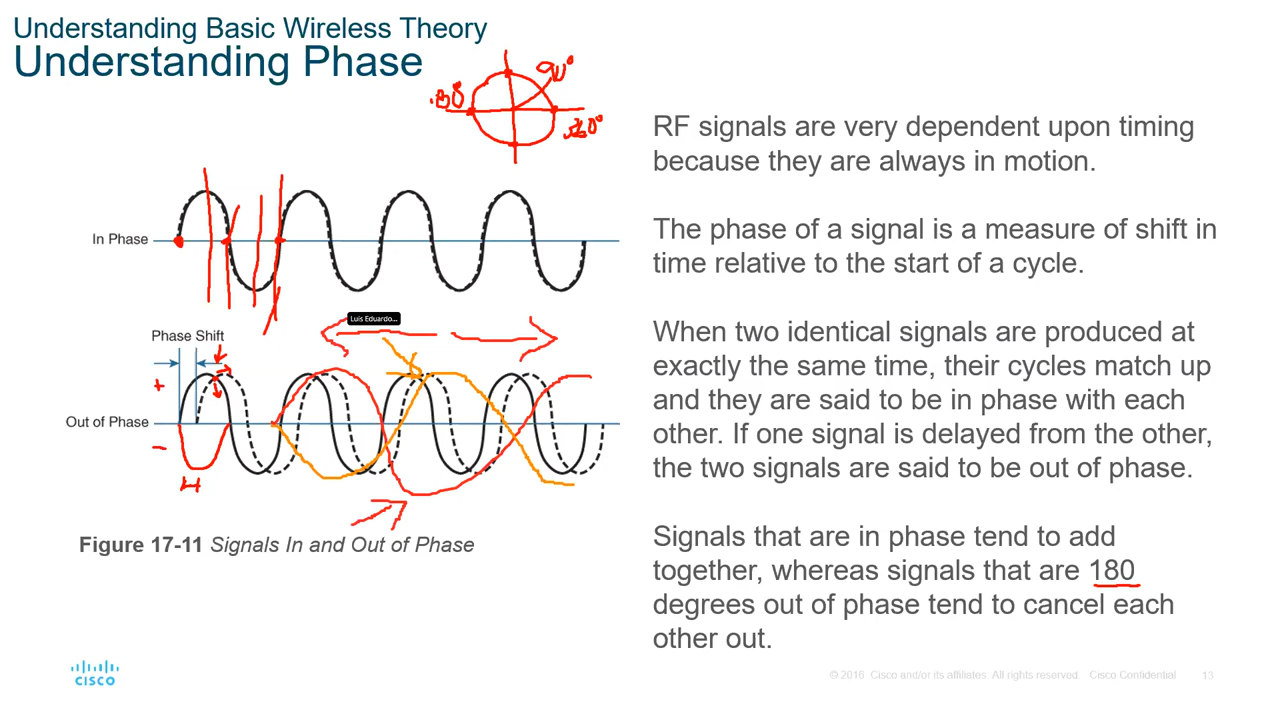 Understanding Basic Wireless Theory
Understanding Phase
90°
In Phase
Luis Eduardo...
Phase Shift
+
Out of Phase
-
Figure 17-11 Signals In and Out of Phase
RF signals are very dependent upon timing
because they are always in motion.
The phase of a signal is a measure of shift in
time relative to the start of a cycle.
When two identical signals are produced at
exactly the same time, their cycles match up
and they are said to be in phase with each
other. If one signal is delayed from the other,
the two signals are said to be out of phase.
Signals that are in phase tend to add
together, whereas signals that are 180
degrees out of phase tend to cancel each
other out.
CISCO
© 2016 Cisco and/or its affiliates. All rights reserved. Cisco Confidential
13